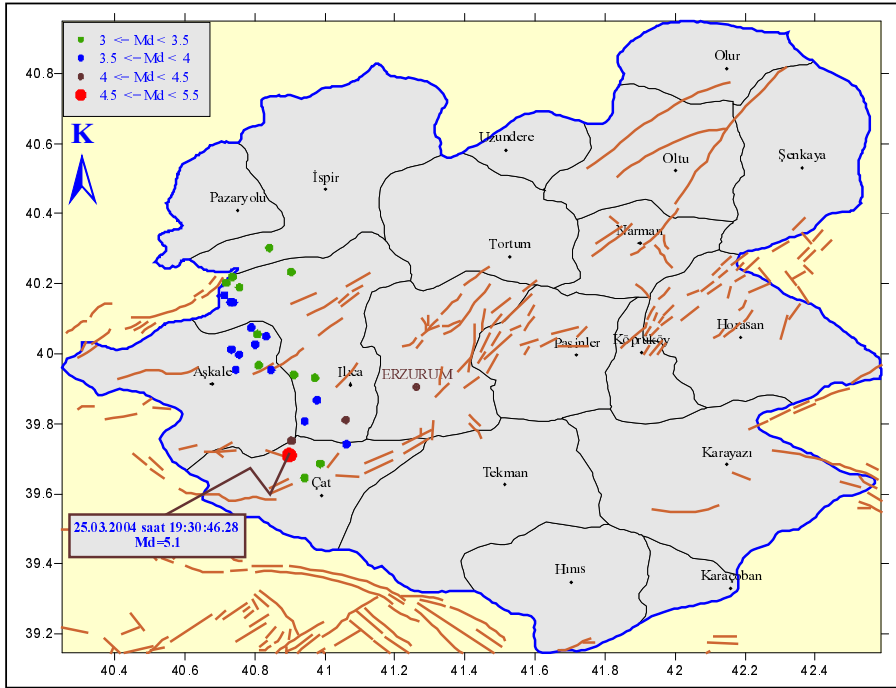 3 <- Md < 3.5
3.5 <- Md < 4
4 <- Md < 4.5
4.5 <- Md < 5.5
K
40.8
40.6
40.4
40.2
40
39.8
39.6
39.4
39.2
Olur
Uzundere
Oltu
Şenkaya
İspir
Pazaryolu
Narman
Tortum
Horasan
Pasinler
Köprüköy
Aşkale
Ilıca
ERZURUM
Karayazı
Tekman
Çat
25.03.2004 saat 19:30:46.28
Md=5.1
Hınıs
Karaçoban
40.4 40.6 40.8 41 41.2 41.4 41.6 41.8 42 42.2 42.4